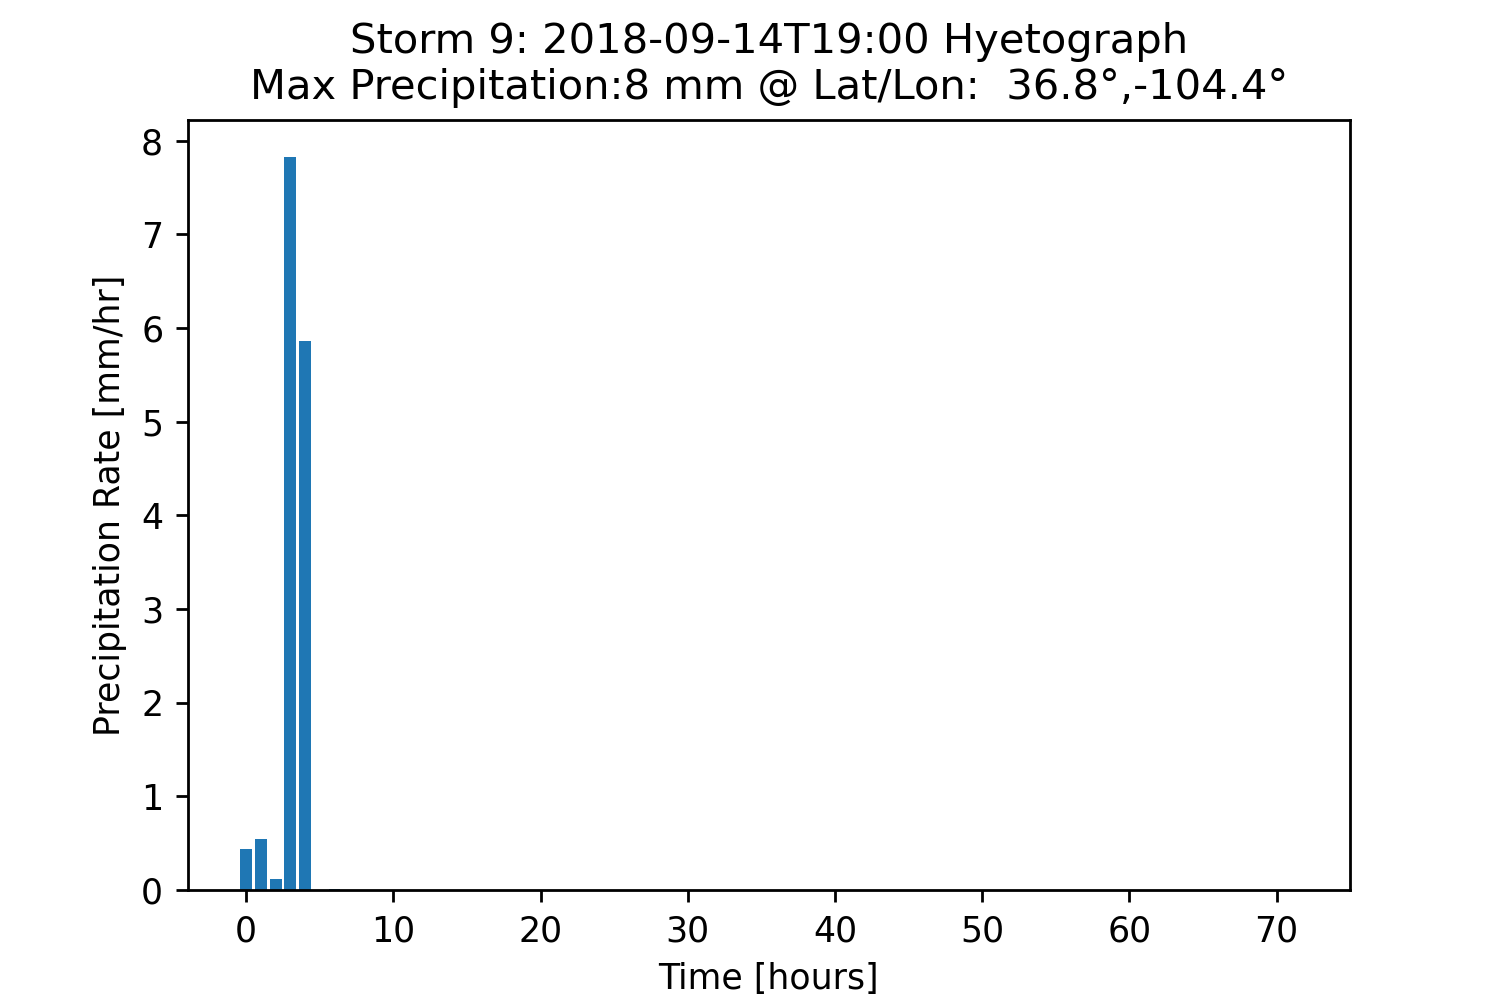 Storm 9: 2018-09-14T19:00 Hyetograph
Max Precipitation:8 mm @ Lat/Lon:  36.8°,-104.4°
8
7
6
5
4
3
2
1
0
Precipitation Rate [mm/hr]
0 10 20 30 40 50 60 70
Time [hours]